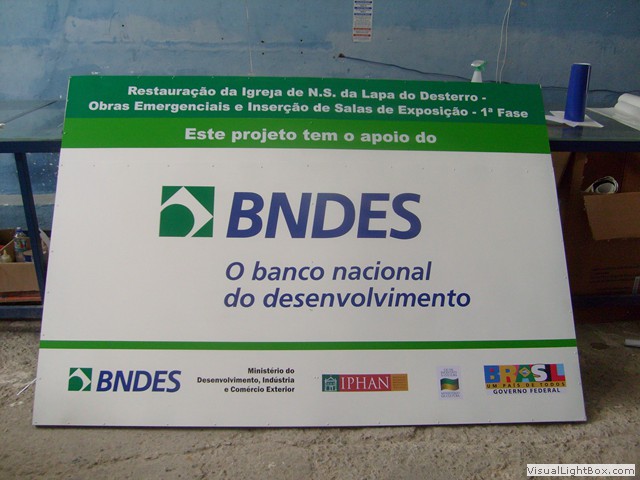 Restauração da Igreja de N.S. da Lapa do Desterro -
Obras Emergenciais e Inserção de Salas de Exposição - 1ª Fase
Este projeto tem o apoio do
BNDES
O banco nacional
do desenvolvimento
BNDES
Ministério do
Desenvolvimento, Indústria
e Comércio Exterior
IPHAN
BRASIL
UM PAÍS DE TODOS
GOVERNO FEDERAL
VisualLightBox.com